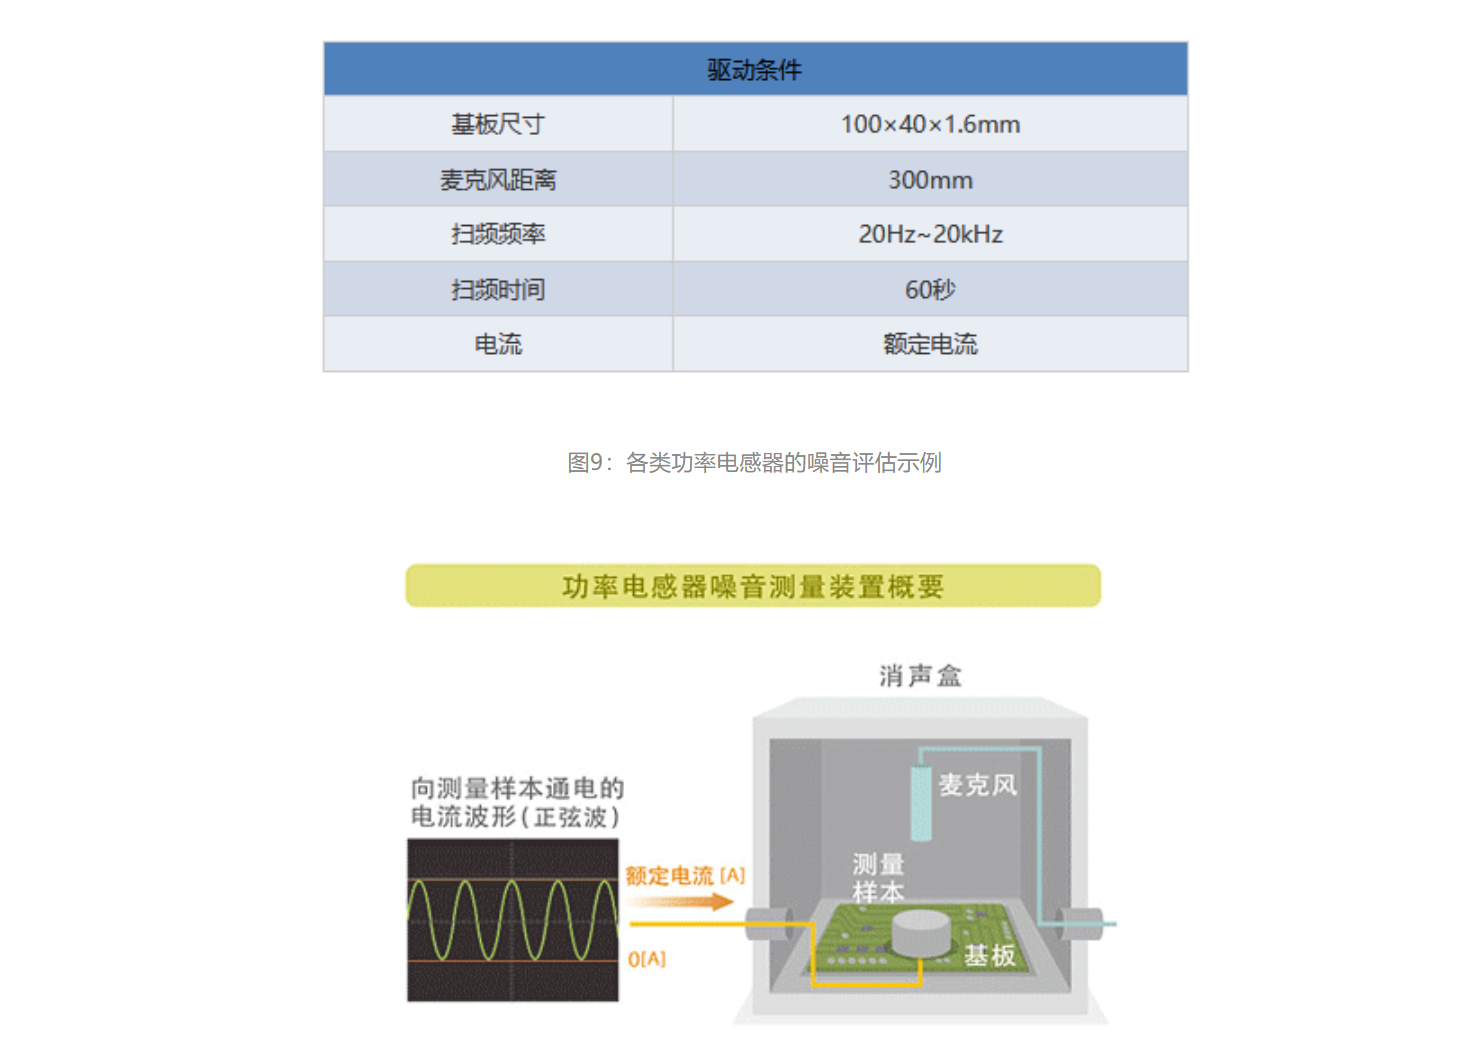 驱动条件
基板尺寸 100×40×1.6mm
麦克风距离 300mm
扫频频率 20Hz~20kHz
扫频时间 60秒
电流 额定电流
图9：各类功率电感器的噪音评估示例
功率电感器噪音测量装置概要
消声盒
向测量样本通电的
电流波形(正弦波)
麦克风
测量
样本
额定电流[A]
基板
0[A]